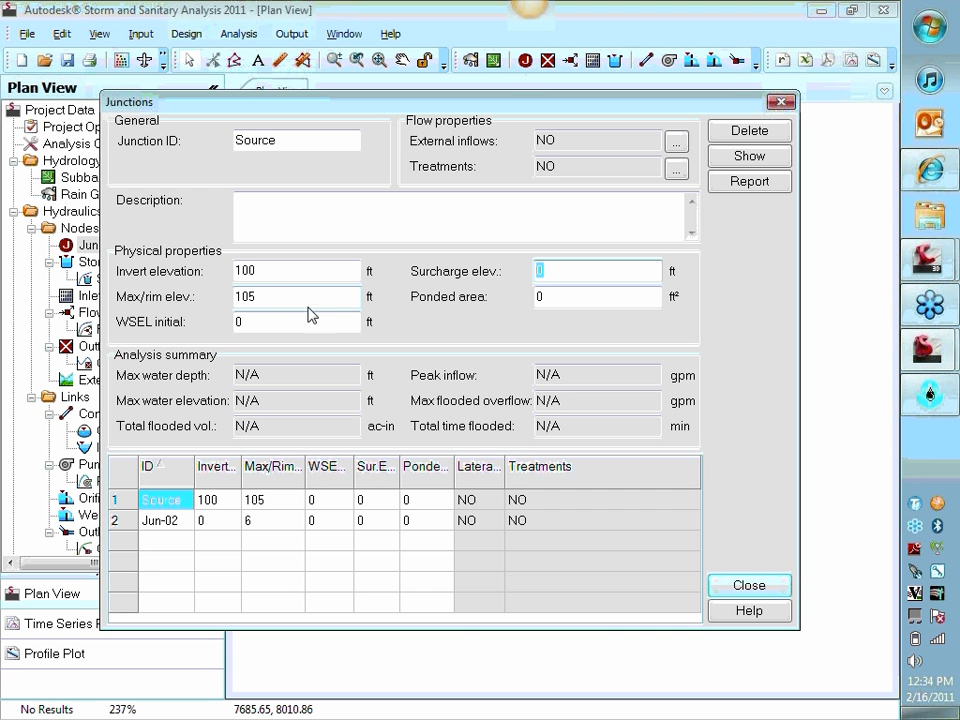 Autodesk® Storm and Sanitary Analysis 2011 - [Plan View]
File Edit View Input Design Analysis Output Window Help
Plan View
Junctions
Project Data
General
Flow properties
Delete
Project Op
Junction ID: Source
External inflows: NO ...
Analysis
Show
Hydrology
Treatments: NO ...
Subba
Report
Rain G
Description:
Hydraulics
Nodes
Jun
Physical properties
Sto
Invert elevation: 100 ft
Surcharge elev.: 0 ft
Inle
Max/rim elev.: 105 ft
Ponded area: 0 ft²
Flov
WSEL initial: 0 ft
Out
Analysis summary
Max water depth: N/A ft
Peak inflow: N/A gpm
Exte
Links
Max water elevation: N/A ft
Max flooded overflow: N/A gpm
Con
Total flooded vol.: N/A ac-in
Total time flooded: N/A min
Pun
ID Invert... Max/Rim... WSE... Sur.E... Ponde... Latera... Treatments
Orifi
1 Source 100 105 0 0 0 NO NO
We
2 Jun-02 0 6 0 0 0 NO NO
Outl
Close
Plan View
Help
Time Series P
Profile Plot
12:34 PM
2/16/2011
No Results 237% 7685.65, 8010.86